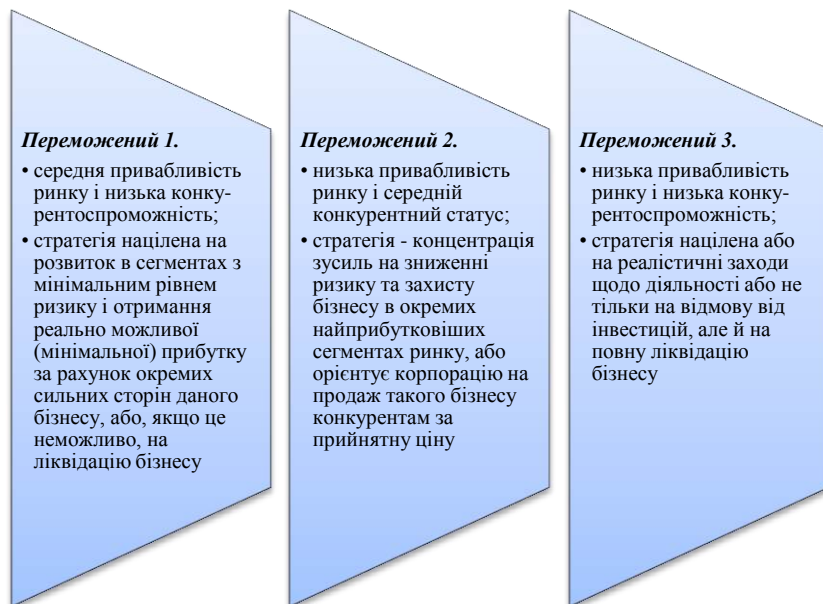 Переможений 1.
• середня привабливість
ринку і низька конку-
рентоспроможність;
• стратегія націлена на
розвиток в сегментах з
мінімальним рівнем
ризику і отримання
реально можливої
(мінімальної) прибутку
за рахунок окремих
сильних сторін даного
бізнесу, або, якщо це
неможливо, на
ліквідацію бізнесу
Переможений 2.
• низька привабливість
ринку і середній
конкурентний статус;
• стратегія - концентрація
зусиль на зниженні
ризику та захисту
бізнесу в окремих
найприбутковіших
сегментах ринку, або
орієнтує корпорацію на
продаж такого бізнесу
конкурентам за
прийнятну ціну
Переможений 3.
• низька привабливість
ринку і низька конку-
рентоспроможність;
• стратегія націлена або
на реалістичні заходи
щодо діяльності або не
тільки на відмову від
інвестицій, але й на
повну ліквідацію
бізнесу